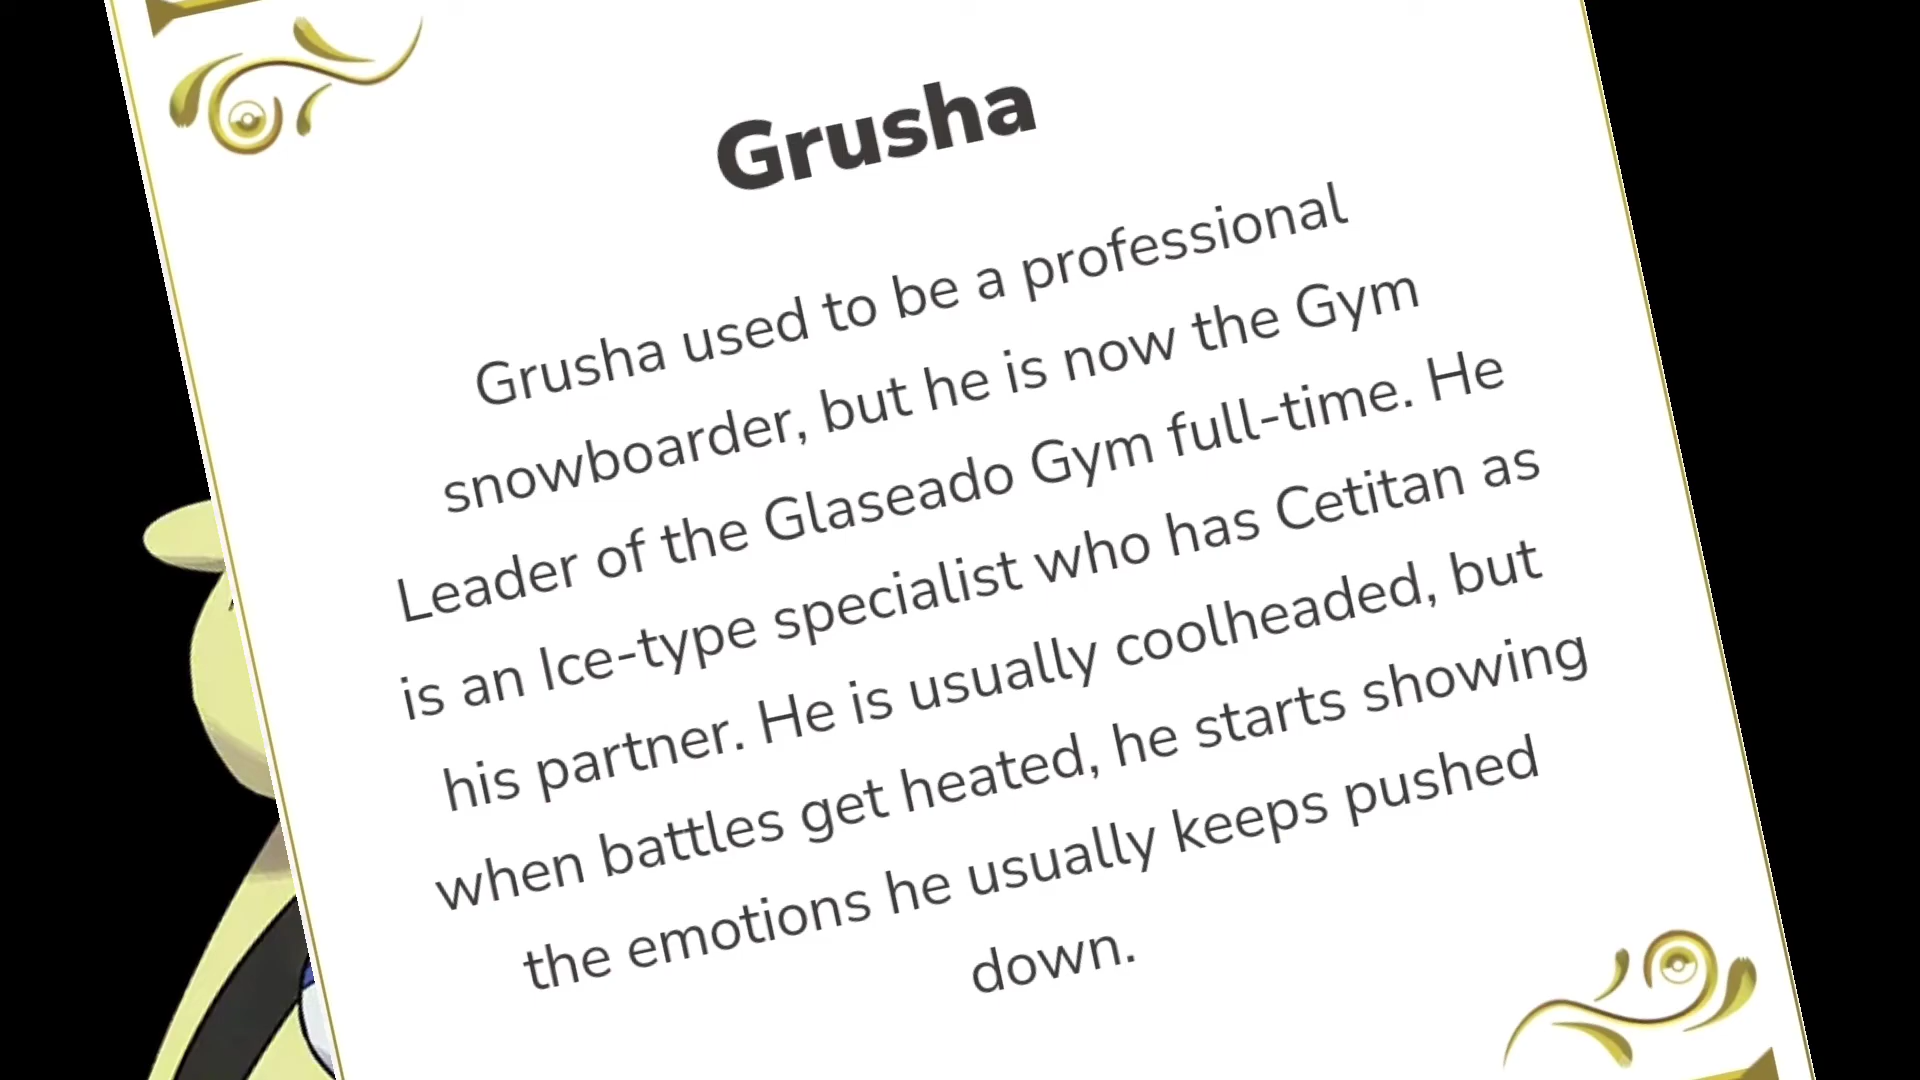 Grusha
Grusha used to be a professional
snowboarder, but he is now the Gym
Leader of the Glaseado Gym full-time. He
is an Ice-type specialist who has Cetitan as
his partner. He is usually coolheaded, but
when battles get heated, he starts showing
the emotions he usually keeps pushed
down.